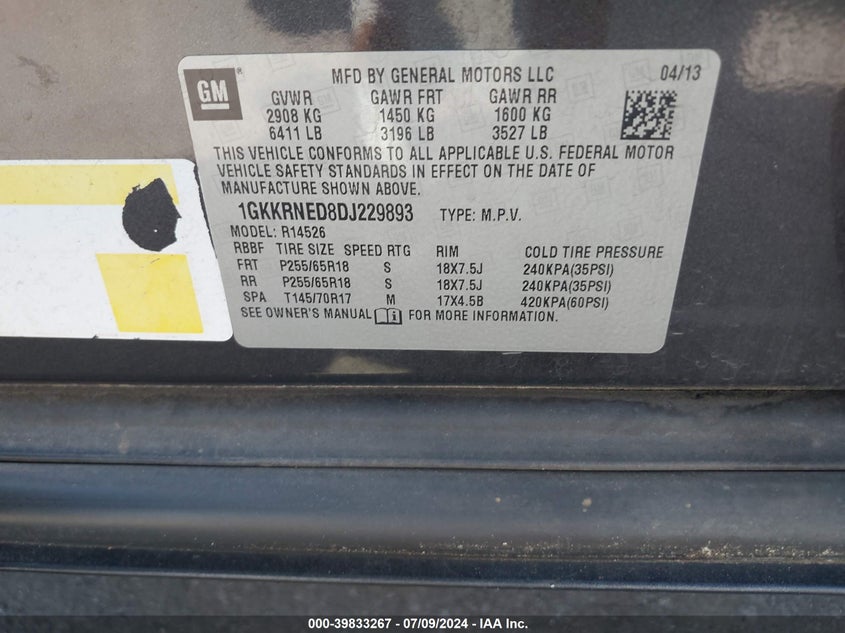 GM ®
MFD BY GENERAL MOTORS LLC 04/13
GVWR GAWR FRT GAWR RR
2908 KG 1450 KG 1600 KG
6411 LB 3196 LB 3527 LB
THIS VEHICLE CONFORMS TO ALL APPLICABLE U.S. FEDERAL MOTOR
VEHICLE SAFETY STANDARDS IN EFFECT ON THE DATE OF
MANUFACTURE SHOWN ABOVE.
1GKKRNED8DJ229893 TYPE: M.P.V.
MODEL: R14526
RBBF TIRE SIZE SPEED RTG RIM COLD TIRE PRESSURE
FRT P255/65R18 S 18X7.5J 240KPA(35PSI)
RR P255/65R18 S 18X7.5J 240KPA(35PSI)
SPA T145/70R17 M 17X4.5B 420KPA(60PSI)
SEE OWNER'S MANUAL i FOR MORE INFORMATION.
000-39833267 - 07/09/2024 - IAA Inc.